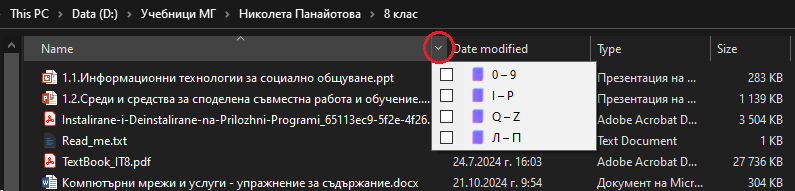 This PC > Data (D:) > Учебници МГ > Николета Панайотова > 8 клас
Name Date modified Type Size
1.1.Информационни технологии за социално общуване.ppt Презентация на ... 283 KB
0 – 9
1.2.Среди и средства за споделена съвместна работа и обучение.... Презентация на ... 1 139 KB
I – P
Instalirane-i-Deinstalirane-na-Prilozhni-Programi_65113ec9-5f2e-4f26... Adobe Acrobat D... 3 504 KB
Q – Z
Read_me.txt Text Document 1 KB
Л – П
TextBook_IT8.pdf 24.7.2024 г. 16:03 Adobe Acrobat D... 27 736 KB
Компютърни мрежи и услуги - упражнение за съдържание.docx 21.10.2024 г. 9:54 Документ на Micr... 30 KB